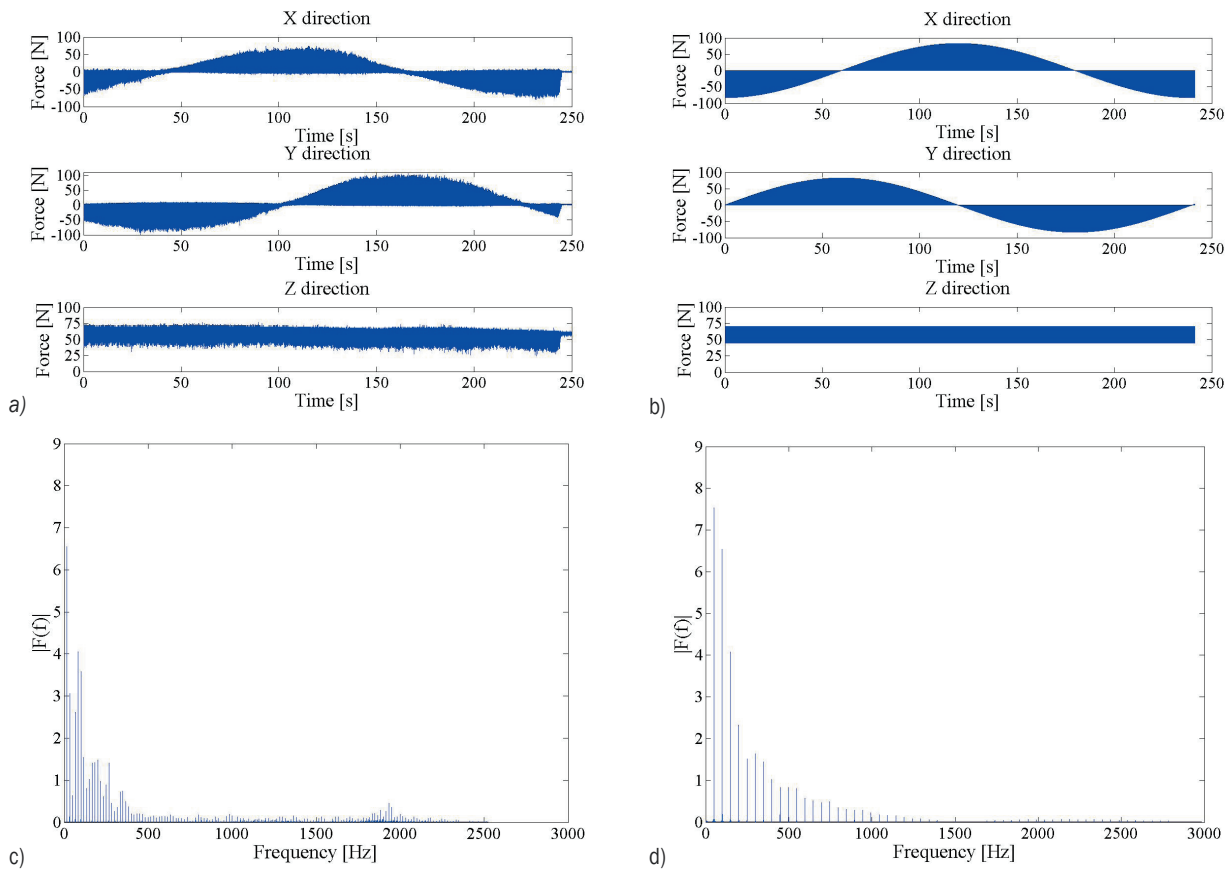 X direction
Force [N]
100
50
0
-50
-100
0 50 100 150 200 250
Time [s]
Y direction
Force [N]
100
50
0
-50
-100
0 50 100 150 200 250
Time [s]
Z direction
Force [N]
100
75
50
25
0
0 50 100 150 200 250
Time [s]
a)
X direction
Force [N]
100
50
0
-50
-100
0 50 100 150 200 250
Time [s]
Y direction
Force [N]
100
50
0
-50
-100
0 50 100 150 200 250
Time [s]
Z direction
Force [N]
100
75
50
25
0
0 50 100 150 200 250
Time [s]
b)
|F(f)|
9
8
7
6
5
4
3
2
1
0
0 500 1000 1500 2000 2500 3000
Frequency [Hz]
c)
|F(f)|
9
8
7
6
5
4
3
2
1
0
0 500 1000 1500 2000 2500 3000
Frequency [Hz]
d)